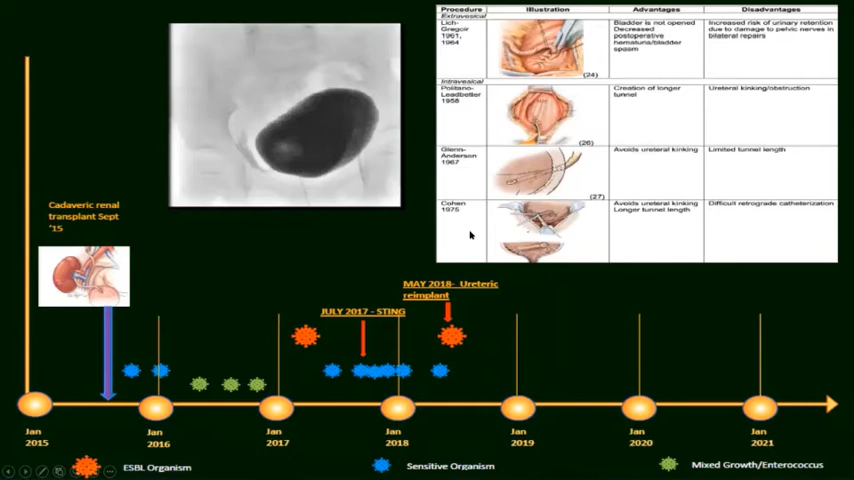 Procedure Illustration Advantages Disadvantages
Extravesical
Lich-
Gregoir
1961,
1964
Bladder is not opened
Decreased
postoperative
hematuria/bladder
spasm
Increased risk of urinary retention
due to damage to pelvic nerves in
bilateral repairs
(24)
Intravesical
Politano-
Leadbetter
1958
Creation of longer
tunnel
Ureteral kinking/obstruction
(26)
Glenn-
Anderson
1967
Avoids ureteral kinking
Limited tunnel length
(27)
Cohen
1975
Avoids ureteral kinking
Longer tunnel length
Difficult retrograde catheterization
Cadaveric renal
transplant Sept
'15
JULY 2017 - STING
MAY 2018- Ureteric
reimplant
Jan
2015
Jan
2016
Jan
2017
Jan
2018
Jan
2019
Jan
2020
Jan
2021
ESBL Organism
Sensitive Organism
Mixed Growth/Enterococcus